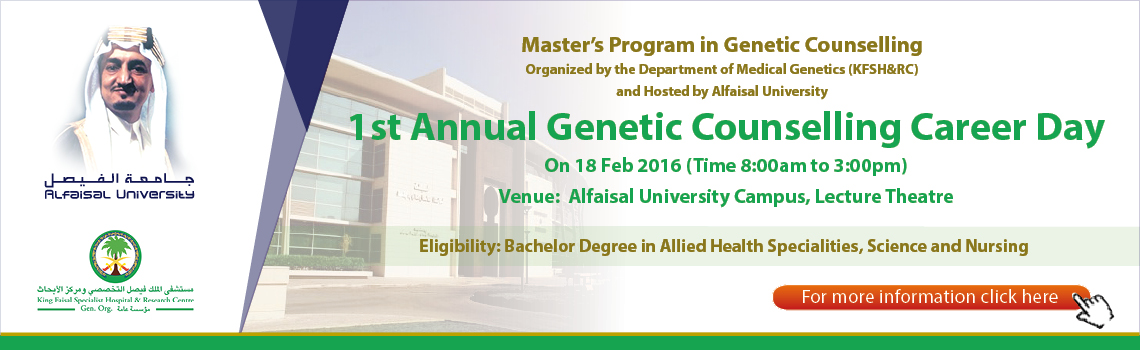 جامعة الفيصل
Alfaisal University
مستشفى الملك فيصل التخصصي ومركز الأبحاث
King Faisal Specialist Hospital & Research Centre
Gen. Org. مؤسسة عامة
Master's Program in Genetic Counselling
Organized by the Department of Medical Genetics (KFSH&RC)
and Hosted by Alfaisal University
1st Annual Genetic Counselling Career Day
On 18 Feb 2016 (Time 8:00am to 3:00pm)
Venue: Alfaisal University Campus, Lecture Theatre
Eligibility: Bachelor Degree in Allied Health Specialities, Science and Nursing
For more information click here